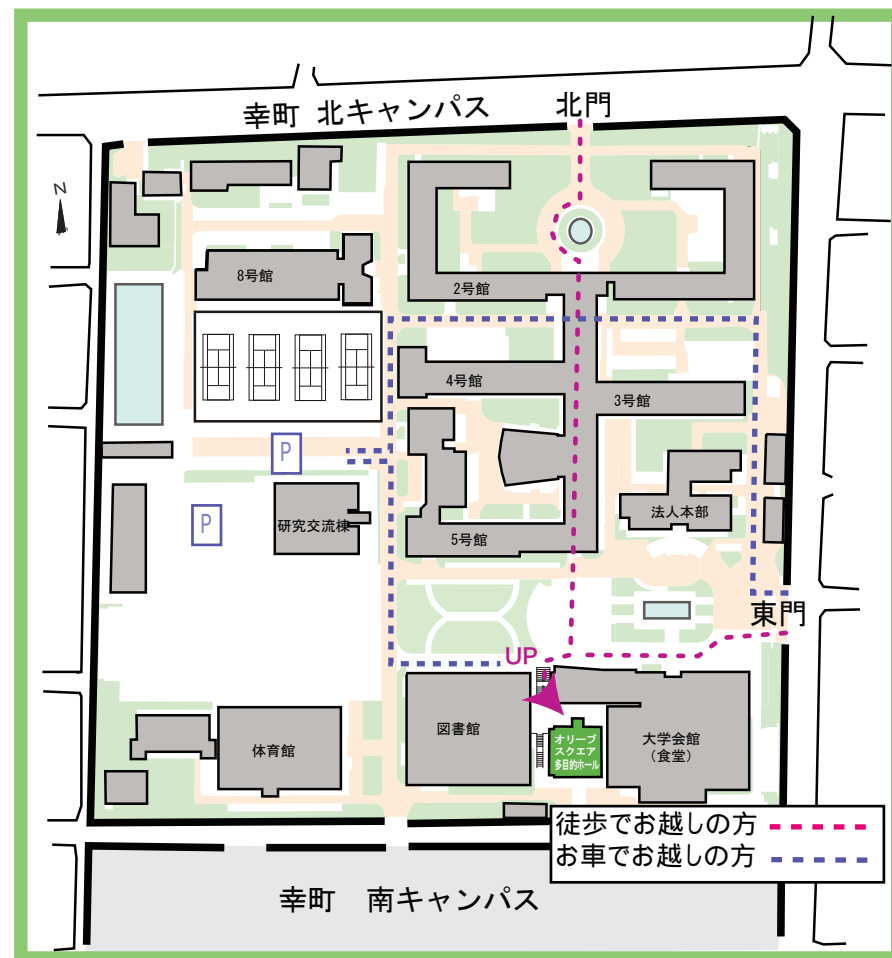 幸町 北キャンパス
北門
N
8号館
2号館
4号館
3号館
P
P
研究交流棟
5号館
法人本部
東門
UP
図書館
オリーブ
スクエア
多目的ホール
大学会館
(食堂)
体育館
徒歩でお越しの方
お車でお越しの方
幸町 南キャンパス